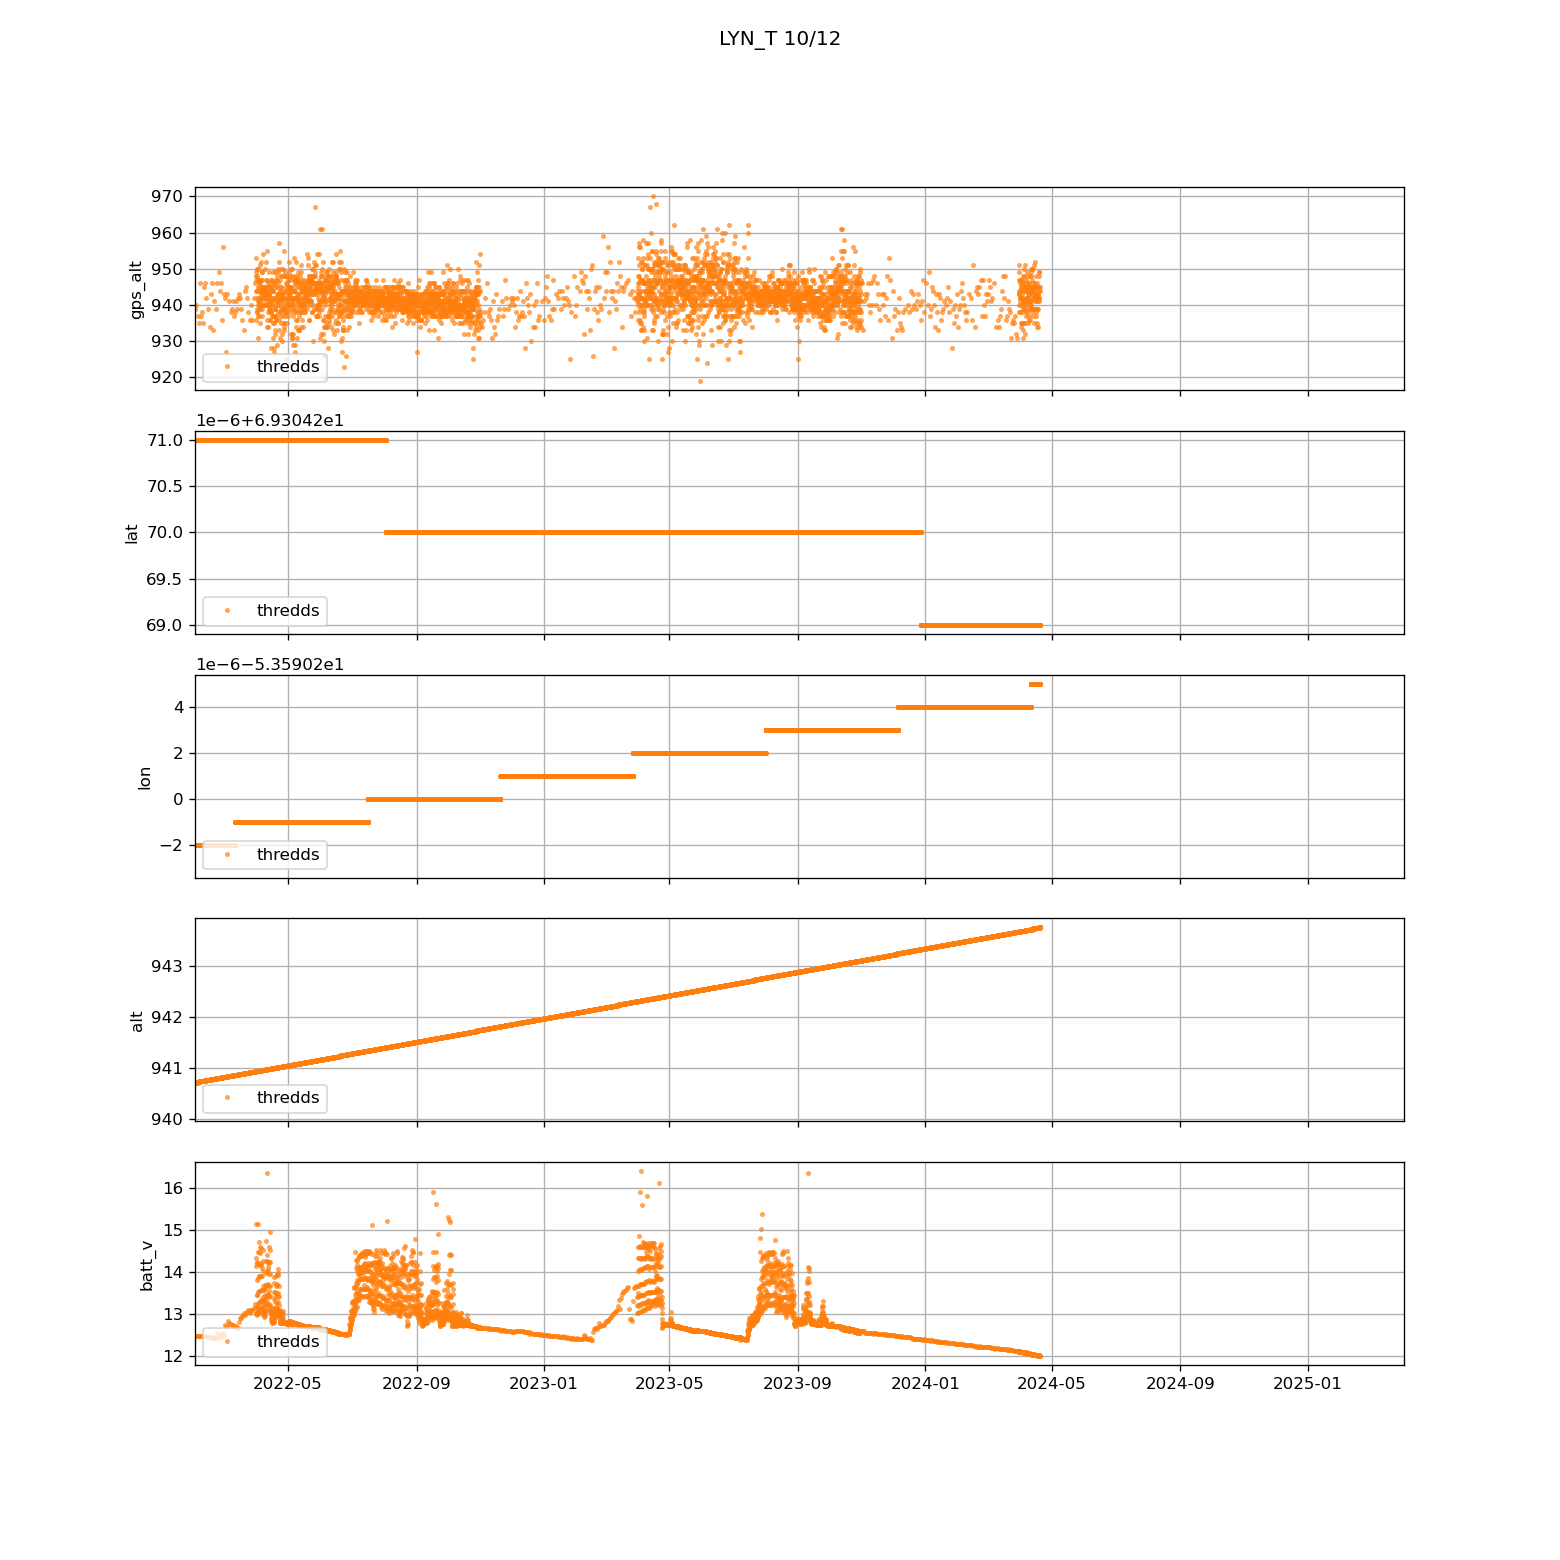 LYN_T 10/12
970
960
950
940
930
920
gps_alt
thredds
1e-6+6.93042e1
71.0
70.5
70.0
69.5
69.0
lat
thredds
1e-6−5.35902e1
4
2
0
−2
lon
thredds
943
942
941
940
alt
thredds
16
15
14
13
12
batt_v
thredds
2022-05 2022-09 2023-01 2023-05 2023-09 2024-01 2024-05 2024-09 2025-01